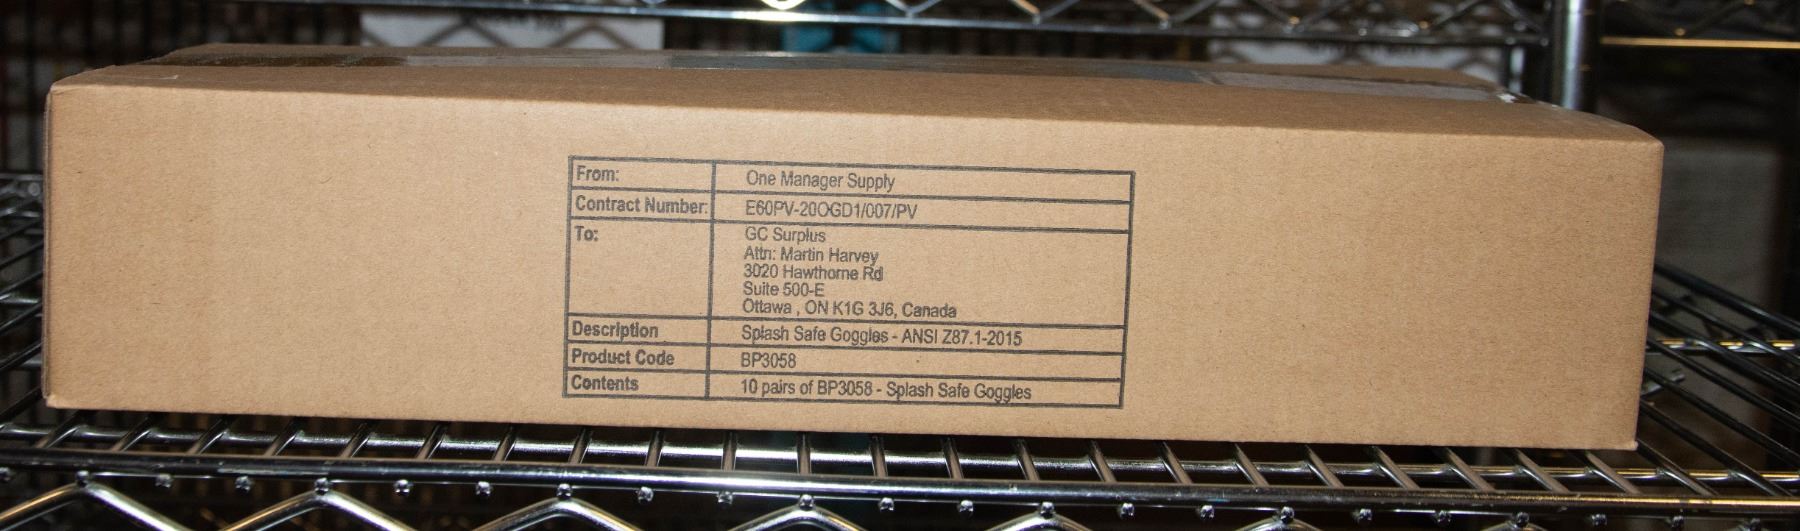 From: One Manager Supply
Contract Number: E60PV-20OGD1/007/PV
To: GC Surplus
Attn: Martin Harvey
3020 Hawthorne Rd
Suite 500-E
Ottawa , ON K1G 3J6, Canada
Description Splash Safe Goggles - ANSI Z87.1-2015
Product Code BP3058
Contents 10 pairs of BP3058 - Splash Safe Goggles